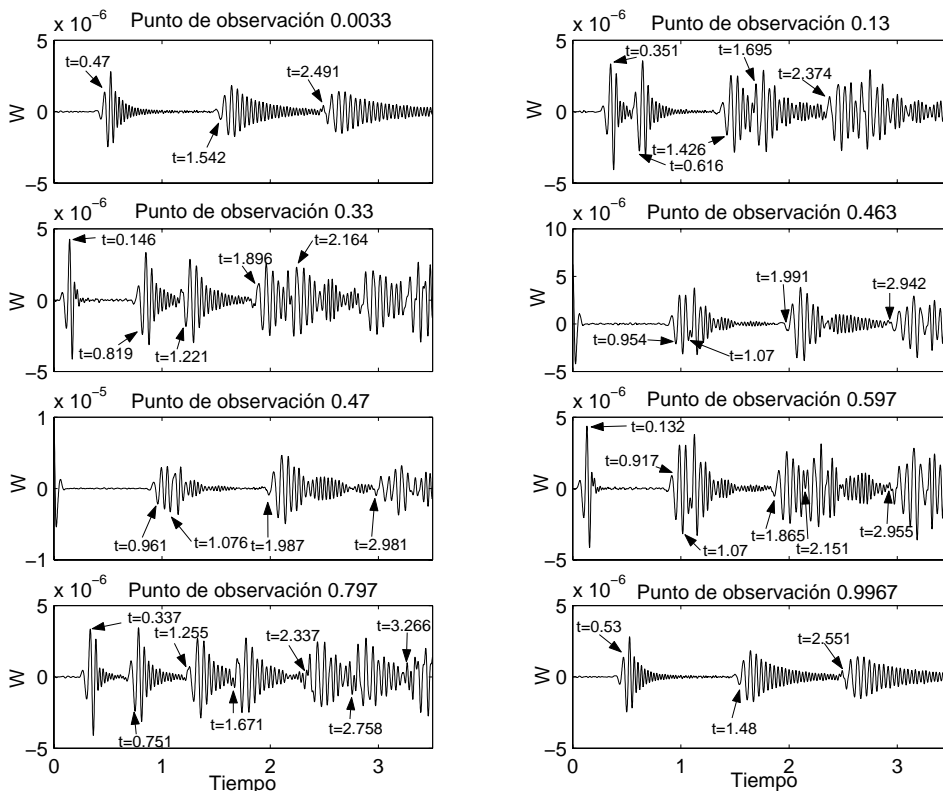 x 10⁻⁶ Punto de observación 0.0033
5
0
−5
W
t=0.47
t=2.491
t=1.542
x 10⁻⁶ Punto de observación 0.13
5
0
−5
W
t=0.351
t=1.695
t=2.374
t=1.426
t=0.616
x 10⁻⁶ Punto de observación 0.33
5
0
−5
W
t=0.146
t=1.896
t=2.164
t=0.819
t=1.221
x 10⁻⁶ Punto de observación 0.463
10
5
0
−5
W
t=1.991
t=2.942
t=0.954
t=1.07
x 10⁻⁵ Punto de observación 0.47
1
0
−1
W
t=0.961
t=1.076
t=1.987
t=2.981
x 10⁻⁶ Punto de observación 0.597
5
0
−5
W
t=0.132
t=0.917
t=1.865
t=2.955
t=2.151
t=1.07
x 10⁻⁶ Punto de observación 0.797
5
0
−5
W
t=0.337
t=1.255
t=2.337
t=3.266
t=0.751
t=1.671
t=2.758
0 1 2 3
Tiempo
x 10⁻⁶ Punto de observación 0.9967
5
0
−5
W
t=0.53
t=2.551
t=1.48
0 1 2 3
Tiempo